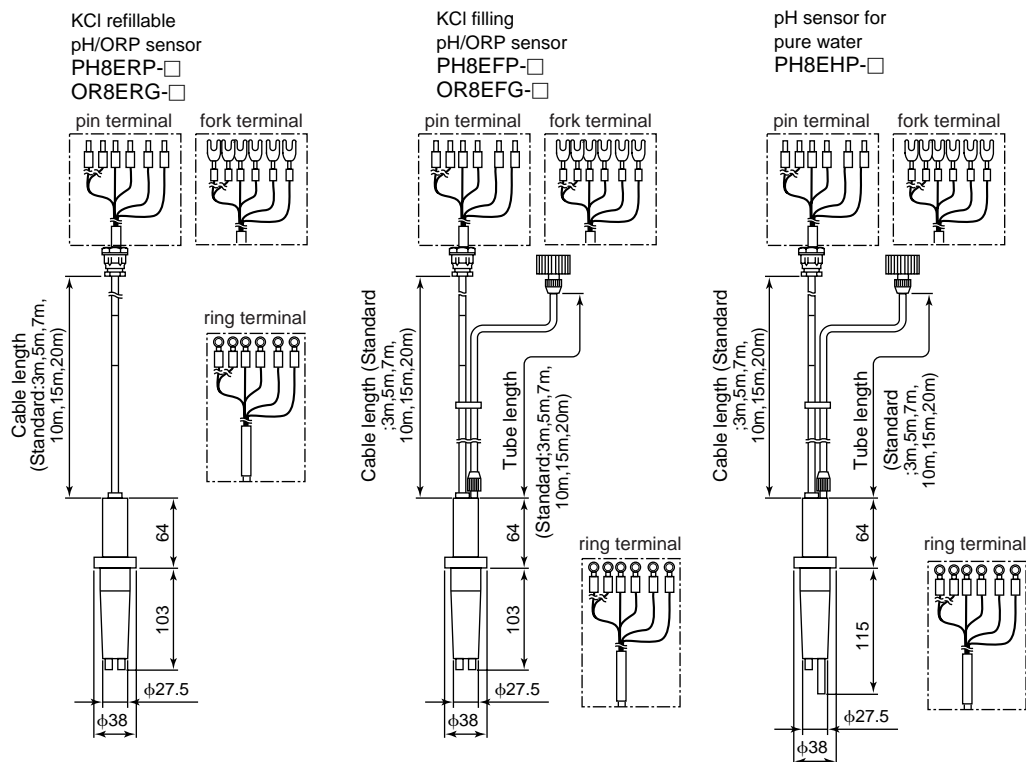 KCl refillable
pH/ORP sensor
PH8ERP-□
OR8ERG-□
pin terminal
fork terminal
Cable length
(Standard:3m,5m,7m,
10m,15m,20m)
ring terminal
64
103
ϕ27.5
ϕ38
KCl filling
pH/ORP sensor
PH8EFP-□
OR8EFG-□
pin terminal
fork terminal
Cable length (Standard
;3m,5m,7m,
10m,15m,20m)
Tube length
(Standard;3m,5m,7m,
10m,15m,20m)
64
103
ring terminal
ϕ27.5
ϕ38
pH sensor for
pure water
PH8EHP-□
pin terminal
fork terminal
Cable length (Standard
;3m,5m,7m,
10m,15m,20m)
Tube length
(Standard
;3m,5m,7m,
10m,15m,20m)
64
115
ring terminal
ϕ27.5
ϕ38